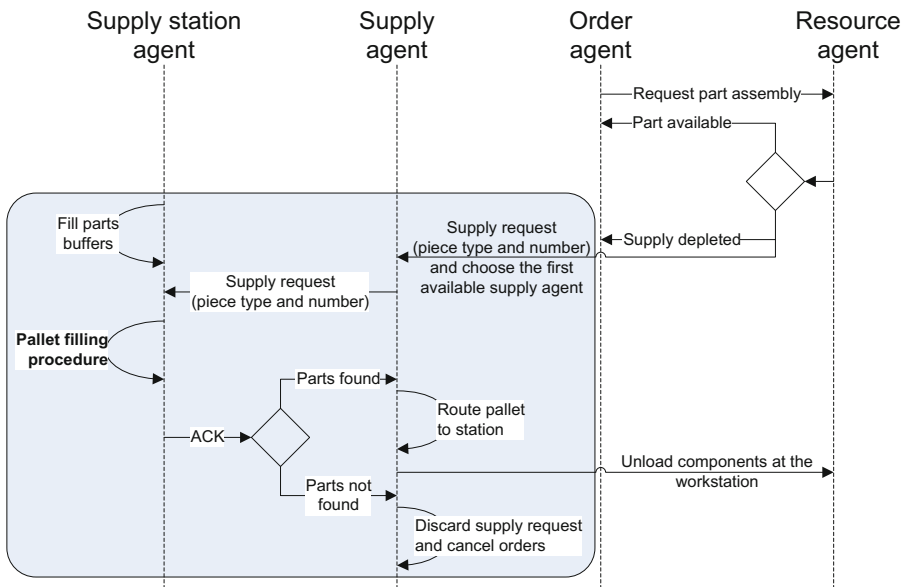 Supply station
agent
Supply
agent
Order
agent
Resource
agent
Request part assembly
Part available
Supply depleted
Supply request
(piece type and number)
and choose the first
available supply agent
Fill parts
buffers
Supply request
(piece type and number)
Pallet filling
procedure
Parts found
Route pallet
to station
ACK
Unload components at the
workstation
Parts not
found
Discard supply request
and cancel orders